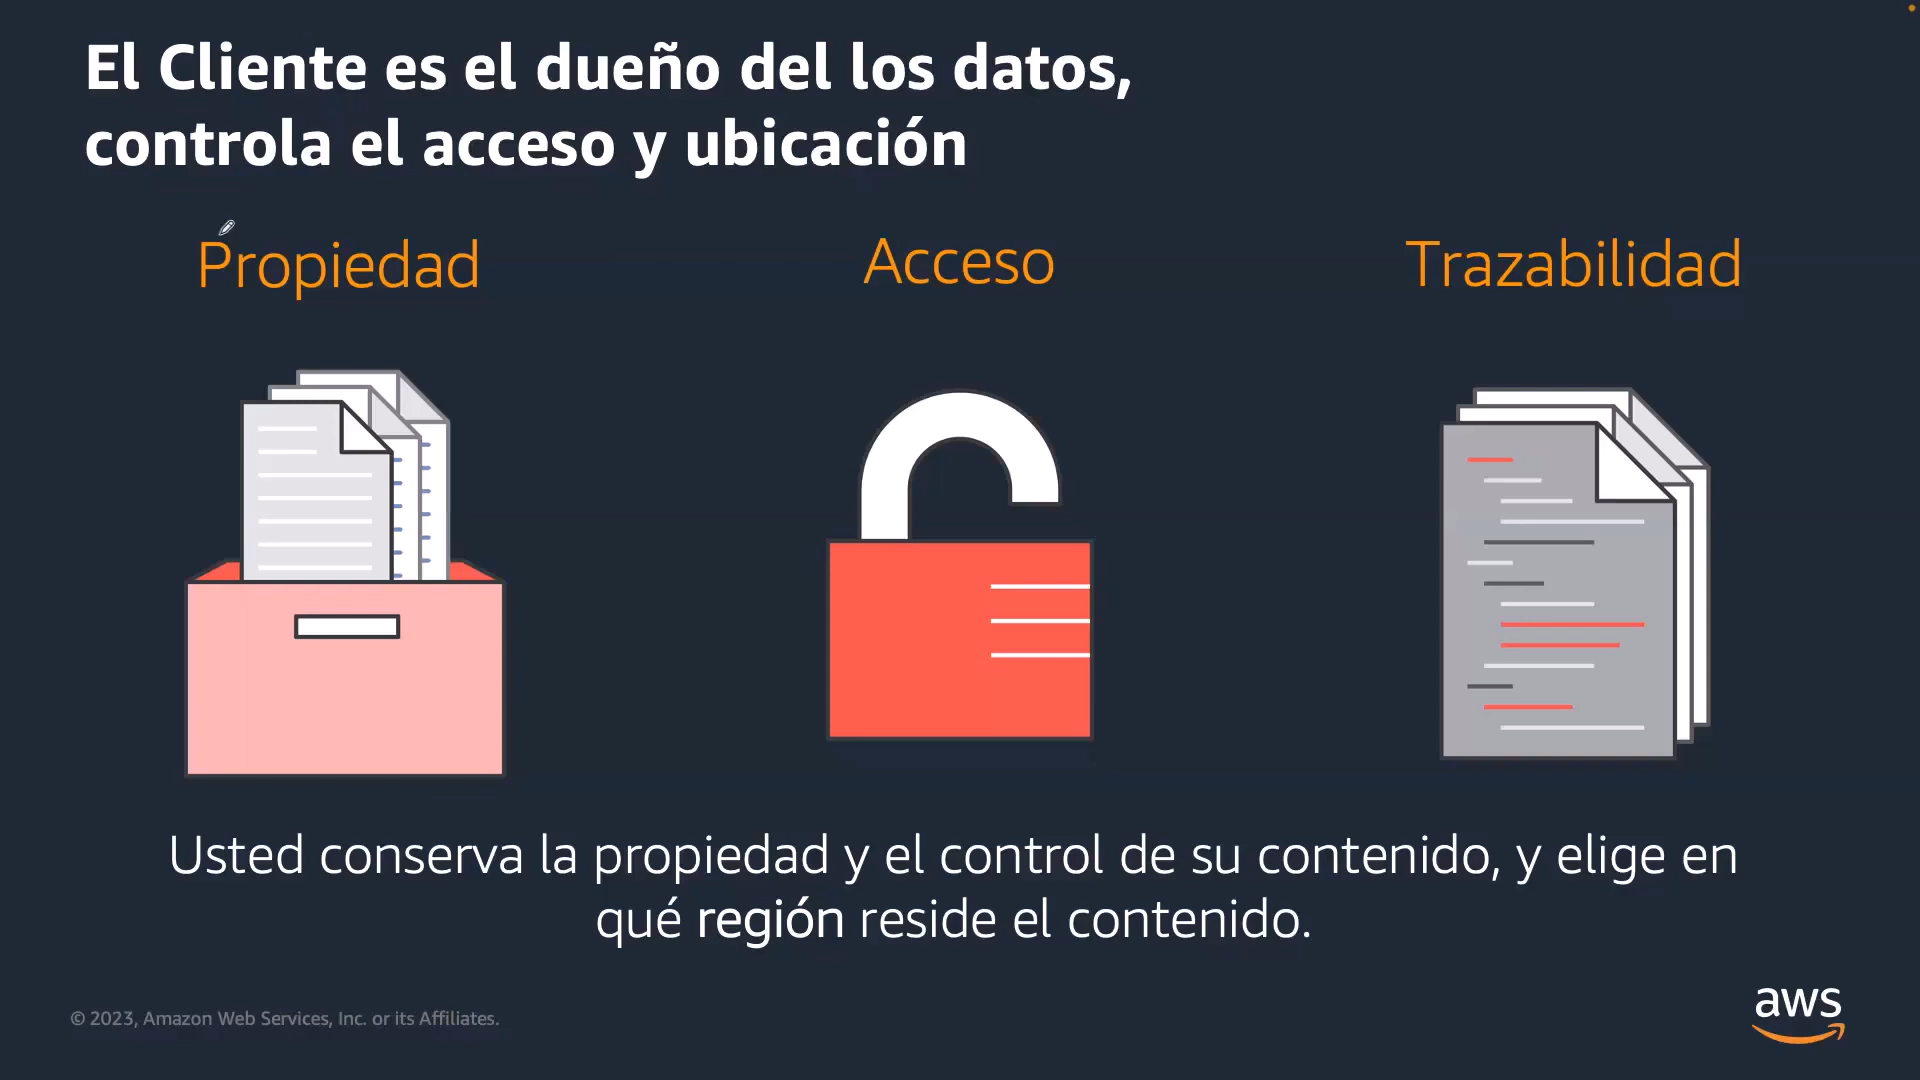 El Cliente es el dueño del los datos,
controla el acceso y ubicación
Propiedad
Acceso
Trazabilidad
Usted conserva la propiedad y el control de su contenido, y elige en
qué región reside el contenido.
© 2023, Amazon Web Services, Inc. or its Affiliates.
aws